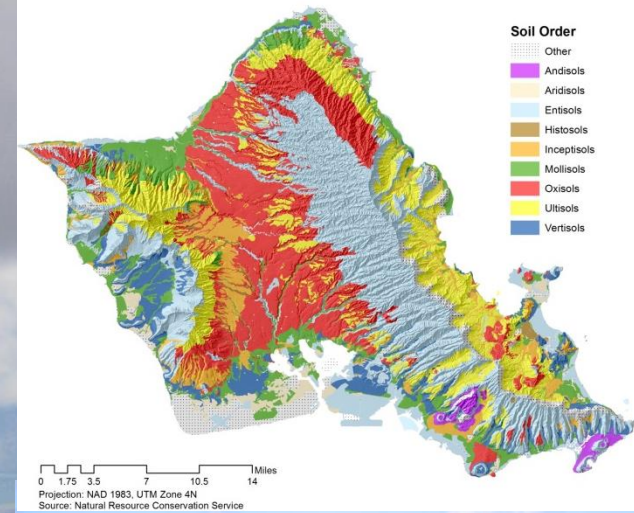 Soil Order
Other
Andisols
Aridisols
Entisols
Histosols
Inceptisols
Mollisols
Oxisols
Ultisols
Vertisols
0 1.75 3.5 7 10.5 14 Miles
Projection: NAD 1983, UTM Zone 4N
Source: Natural Resource Conservation Service